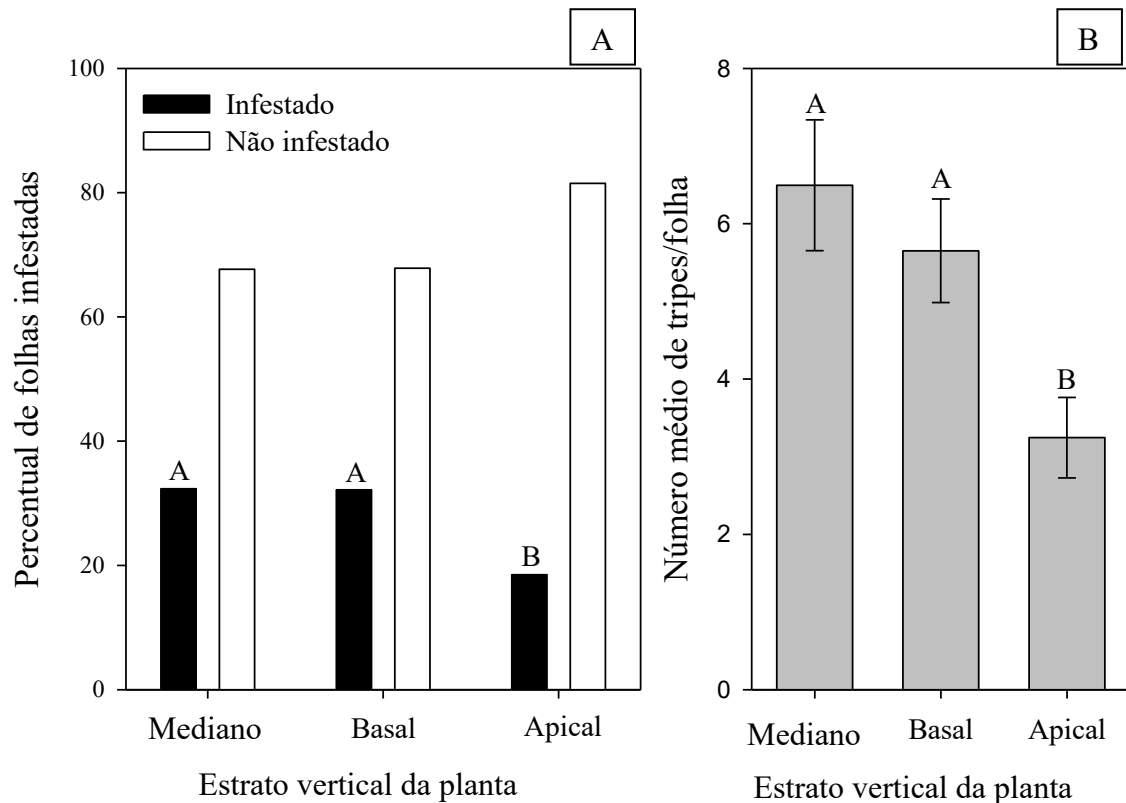 A
Percentual de folhas infestadas
100
80
60
40
20
0
Infestado
Não infestado
A
A
B
Mediano
Basal
Apical
Estrato vertical da planta
B
Número médio de tripes/folha
8
6
4
2
0
A
A
B
Mediano
Basal
Apical
Estrato vertical da planta